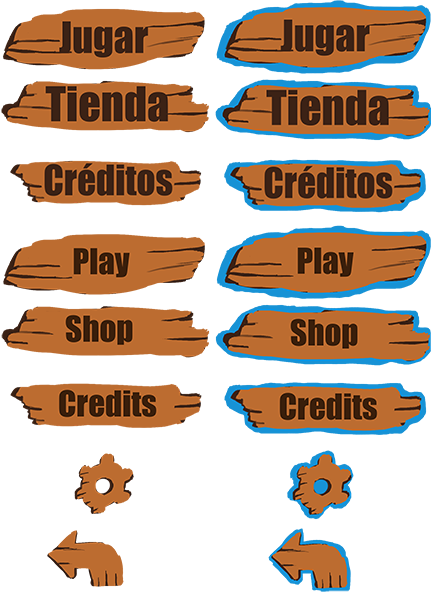 Jugar Jugar
Tienda Tienda
Créditos Créditos
Play Play
Shop Shop
Credits Credits